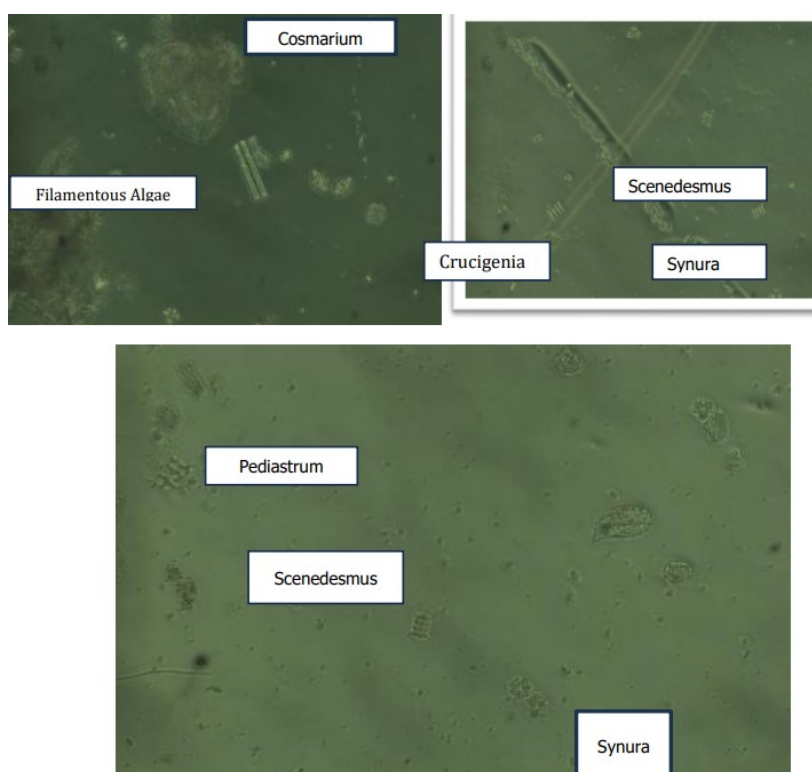 Cosmarium
Filamentous Algae
Scenedesmus
Crucigenia
Synura
Pediastrum
Scenedesmus
Synura